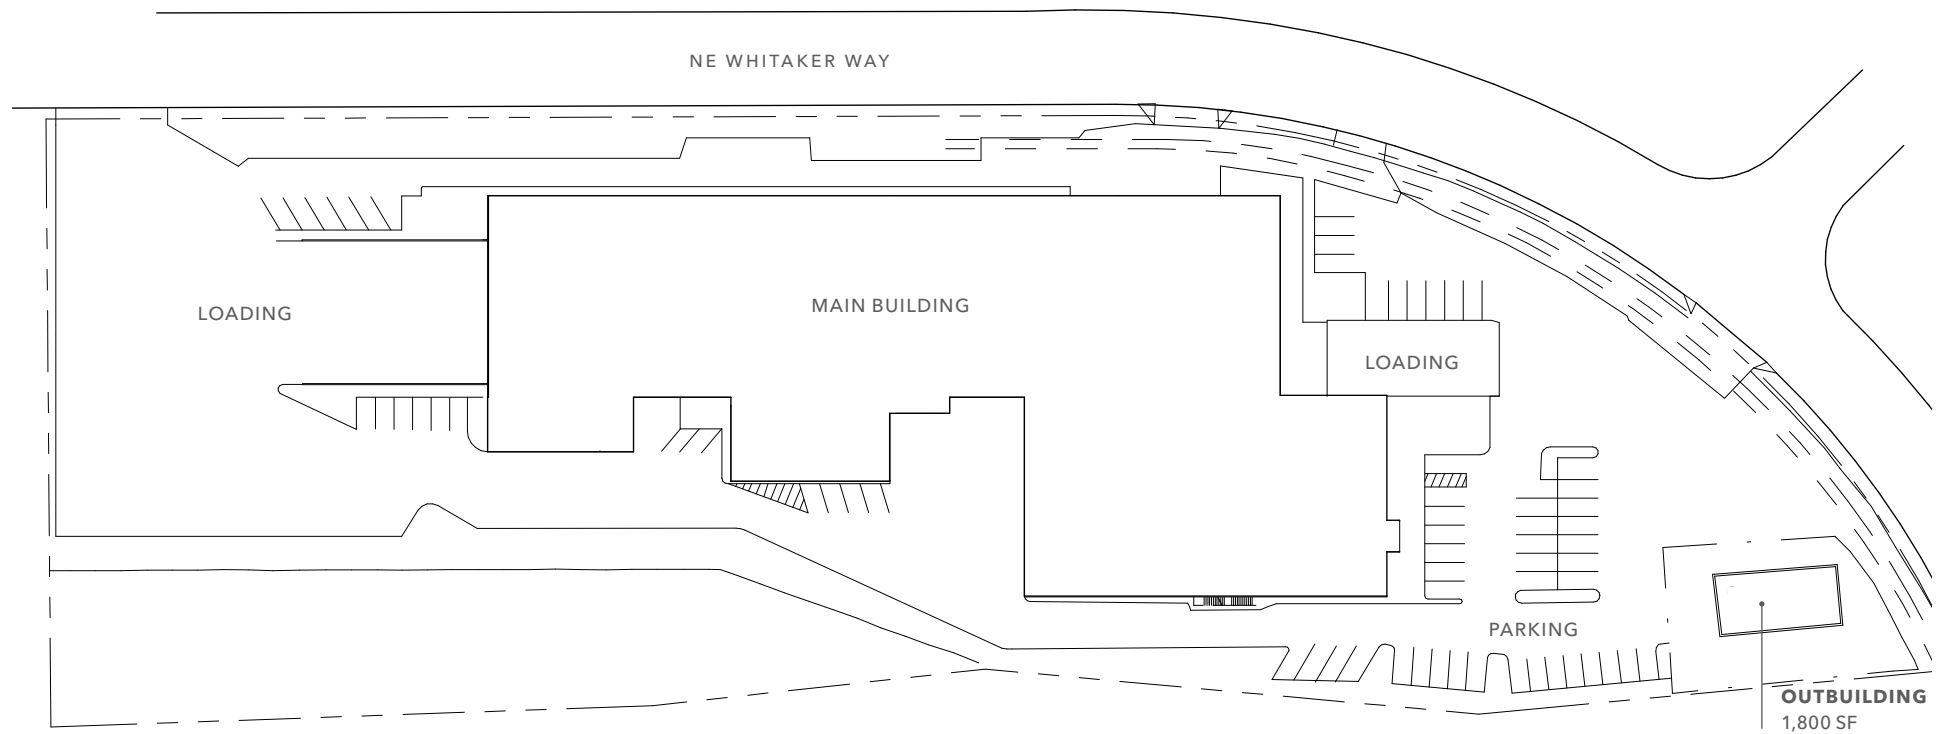 NE WHITAKER WAY
LOADING
MAIN BUILDING
LOADING
PARKING
OUTBUILDING
1,800 SF